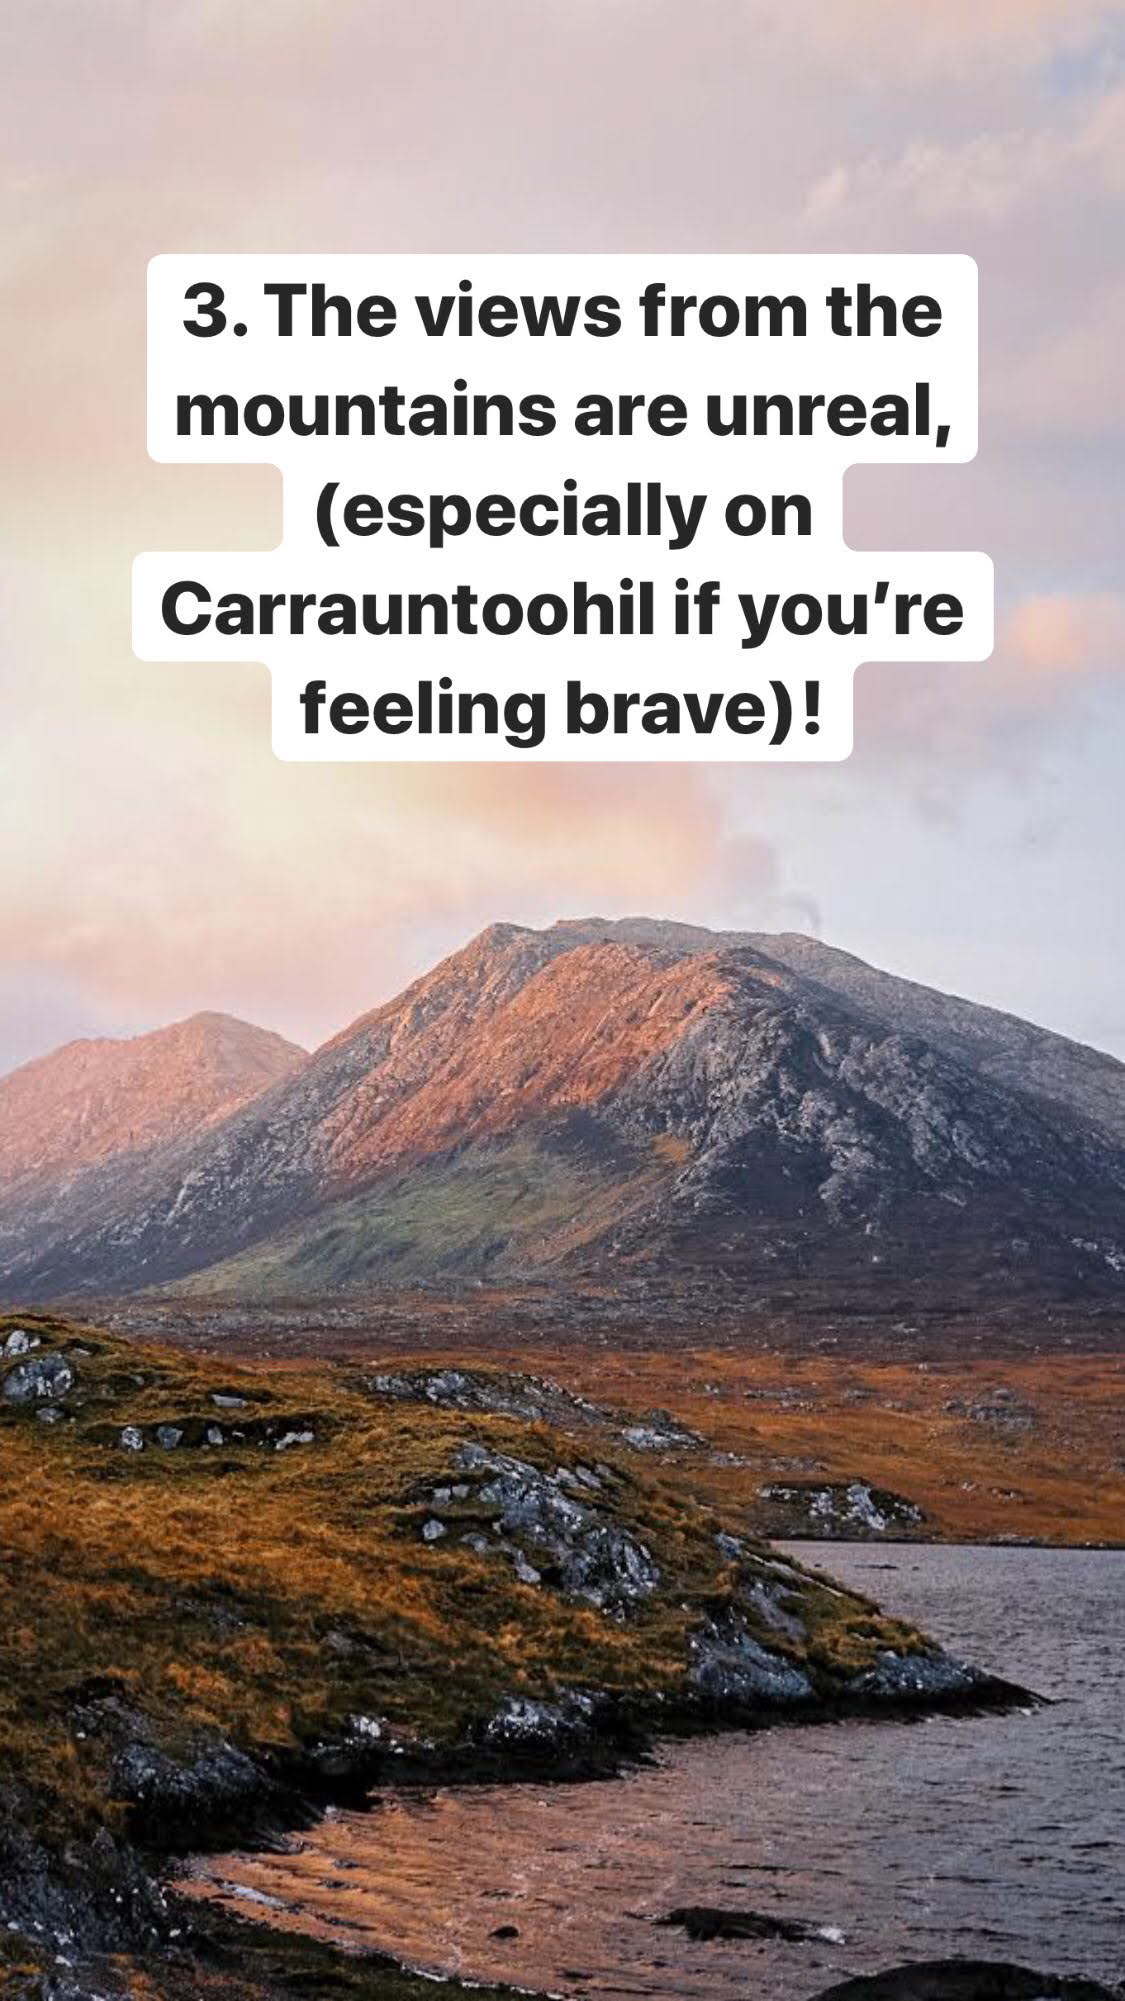 3. The views from the
mountains are unreal,
(especially on
Carrauntoohil if you’re
feeling brave)!